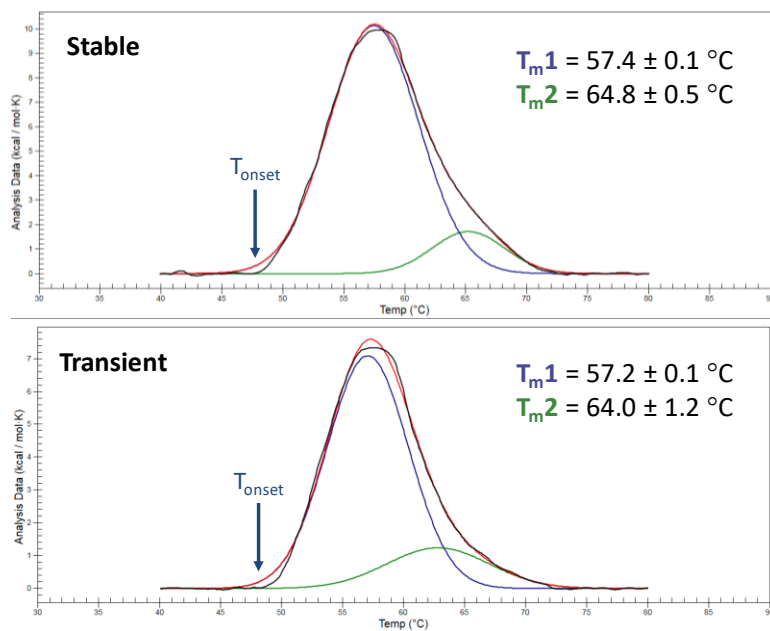 Stable
Tm1 = 57.4 ± 0.1 °C
Tm2 = 64.8 ± 0.5 °C
Tonset
Analysis Data (kcal / mol·K)
10
9
8
7
6
5
4
3
2
1
0
30 35 40 45 50 55 60 65 70 75 80 85 90
Temp (°C)
Transient
Tm1 = 57.2 ± 0.1 °C
Tm2 = 64.0 ± 1.2 °C
Tonset
Analysis Data (kcal / mol·K)
7
6
5
4
3
2
1
0
30 35 40 45 50 55 60 65 70 75 80 85
Temp (°C)